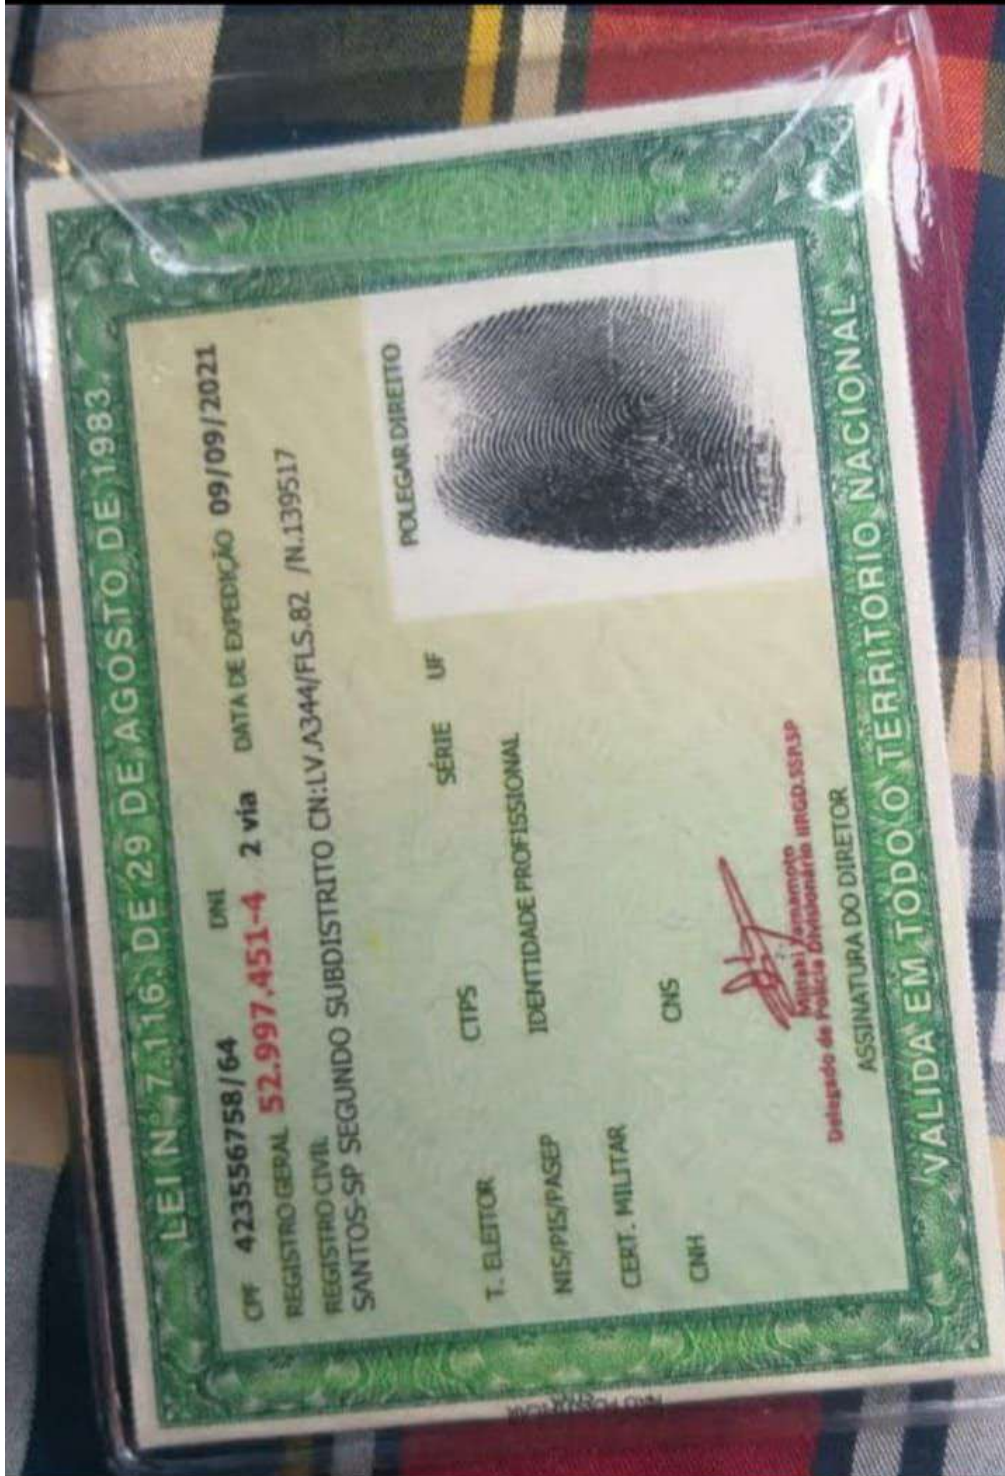 LEI Nº 7.116, DE 29 DE AGOSTO DE 1983
CPF 423556758/64 DNI
REGISTRO GERAL 52.997.451-4 2 via DATA DE EXPEDIÇÃO 09/09/2021
REGISTRO CIVIL
SANTOS-SP SEGUNDO SUBDISTRITO CN:LV.A344/FLS.82 /N.139517
POLEGAR DIREITO
T. ELEITOR CTPS SÉRIE UF
NIS/PIS/PASEP IDENTIDADE PROFISSIONAL
CERT. MILITAR
CNH CNS
Mitiaki Yamamoto
Delegado de Polícia Divisionário IIRGD.SSP.SP
ASSINATURA DO DIRETOR
VALIDA EM TODO O TERRITORIO NACIONAL